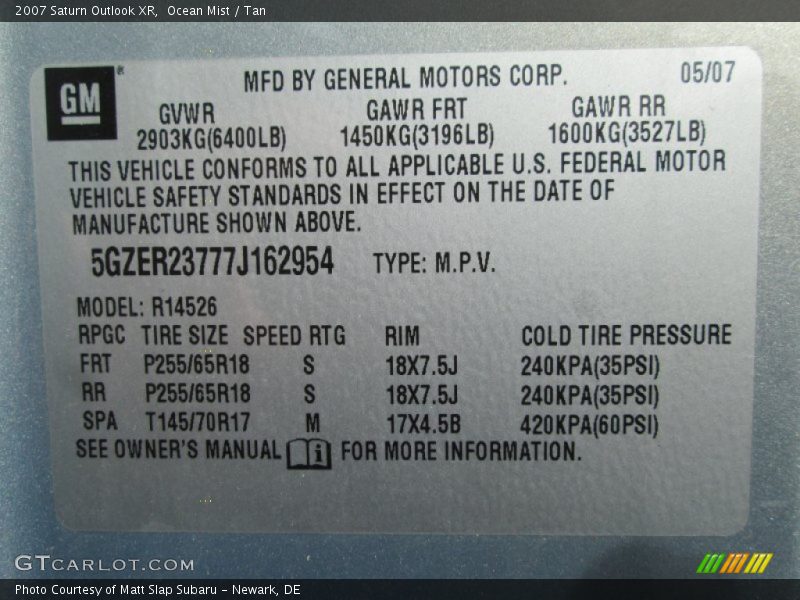 2007 Saturn Outlook XR, Ocean Mist / Tan
GM®
MFD BY GENERAL MOTORS CORP. 05/07
GVWR GAWR FRT GAWR RR
2903KG(6400LB) 1450KG(3196LB) 1600KG(3527LB)
THIS VEHICLE CONFORMS TO ALL APPLICABLE U.S. FEDERAL MOTOR
VEHICLE SAFETY STANDARDS IN EFFECT ON THE DATE OF
MANUFACTURE SHOWN ABOVE.
5GZER23777J162954 TYPE: M.P.V.
MODEL: R14526
RPGC TIRE SIZE SPEED RTG RIM COLD TIRE PRESSURE
FRT P255/65R18 S 18X7.5J 240KPA(35PSI)
RR P255/65R18 S 18X7.5J 240KPA(35PSI)
SPA T145/70R17 M 17X4.5B 420KPA(60PSI)
SEE OWNER'S MANUAL i FOR MORE INFORMATION.
GTCARLOT.COM
Photo Courtesy of Matt Slap Subaru - Newark, DE